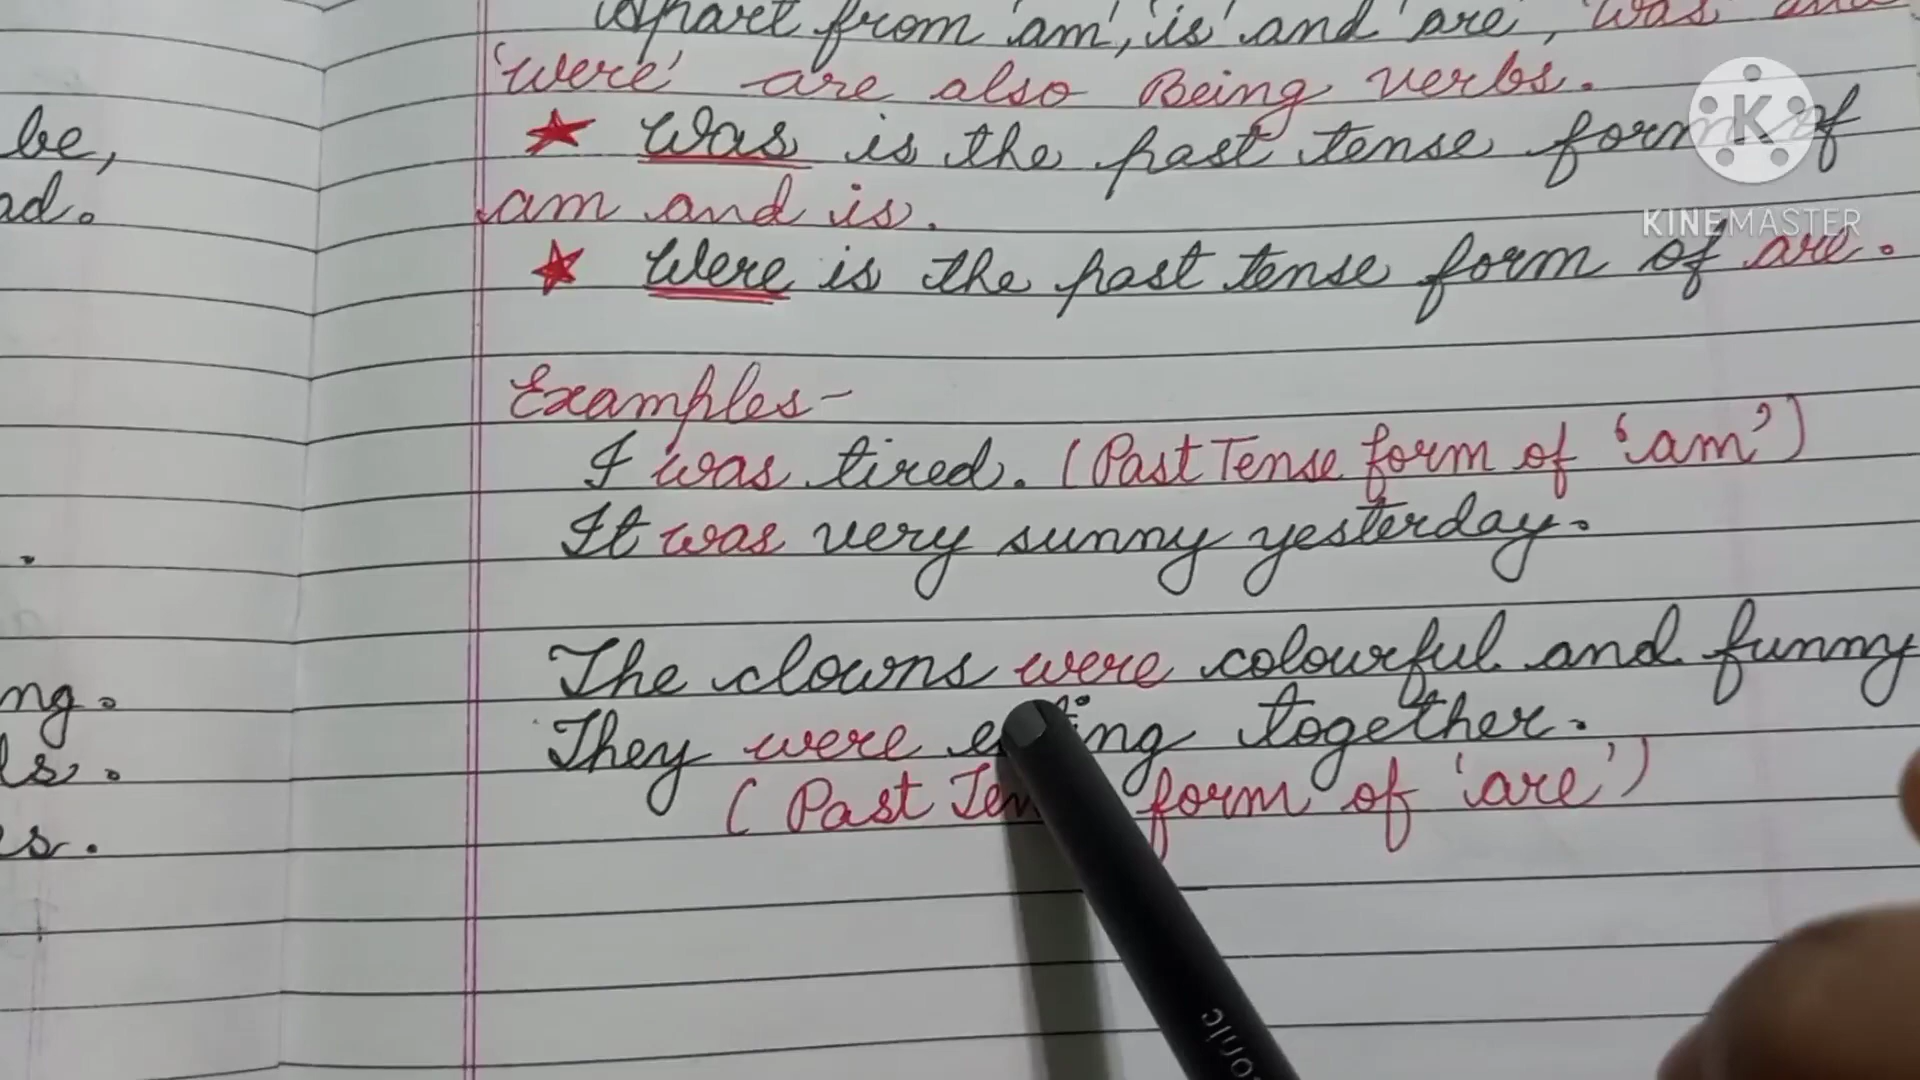 be,
ad.
ng.
ls.
es.
Apart from 'am', 'is' and 'are', 'was' and
'were' are also Being verbs.
Was is the past tense form of
am and is.
Were is the past tense form of are.
Examples-
I was tired. (Past Tense form of 'am')
It was very sunny yesterday.
The clowns were colourful and funny
They were together.
(Past form of 'are')
KINEMASTER
K
sonic